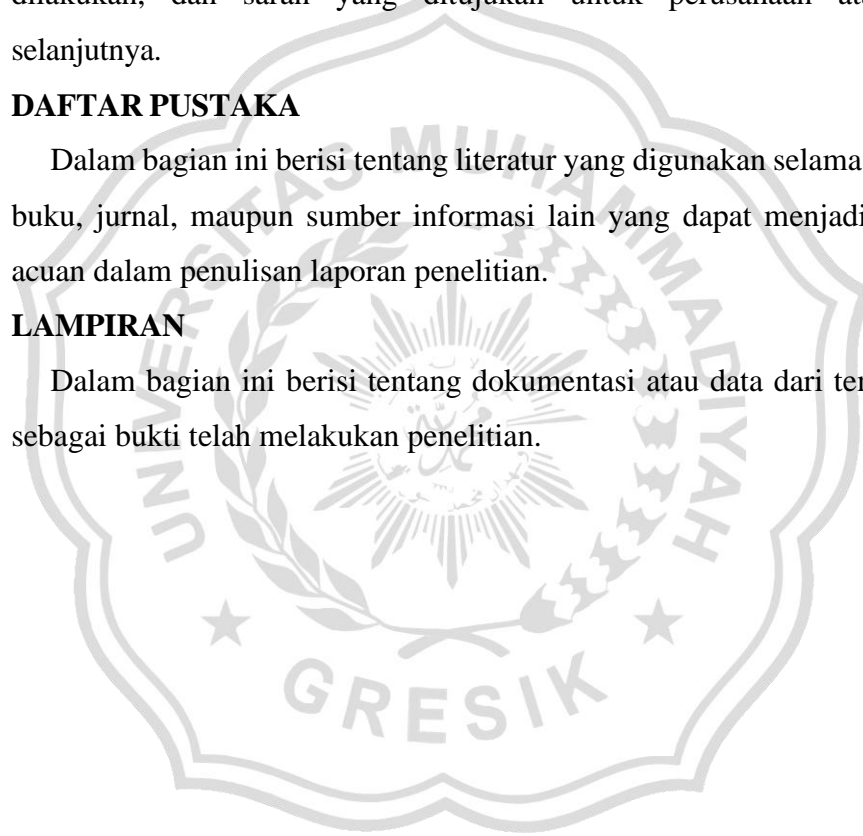 dilakukan, dan saran yang ditujukan untuk perusahaan
selanjutnya.
DAFTAR PUSTAKA
Dalam bagian ini berisi tentang literatur yang digunakan selama
buku, jurnal, maupun sumber informasi lain yang dapat menjadi
acuan dalam penulisan laporan penelitian.
LAMPIRAN
Dalam bagian ini berisi tentang dokumentasi atau data dari
sebagai bukti telah melakukan penelitian.
UNIVERSITAS MUHAMMADIYAH
GRESIK